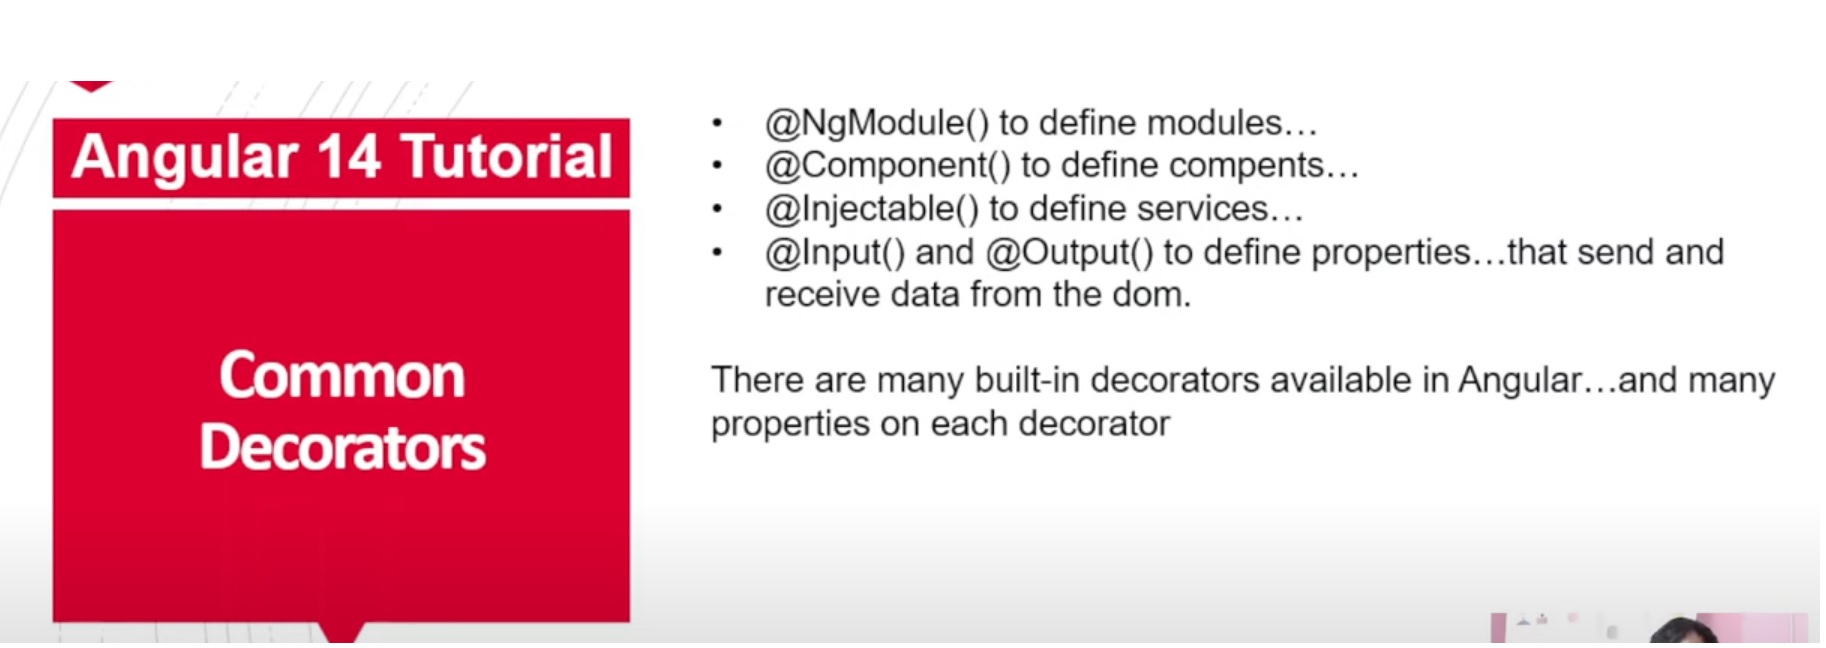 Angular 14 Tutorial
Common
Decorators
• @NgModule() to define modules…
• @Component() to define compents…
• @Injectable() to define services…
• @Input() and @Output() to define properties…that send and
receive data from the dom.
There are many built-in decorators available in Angular…and many
properties on each decorator